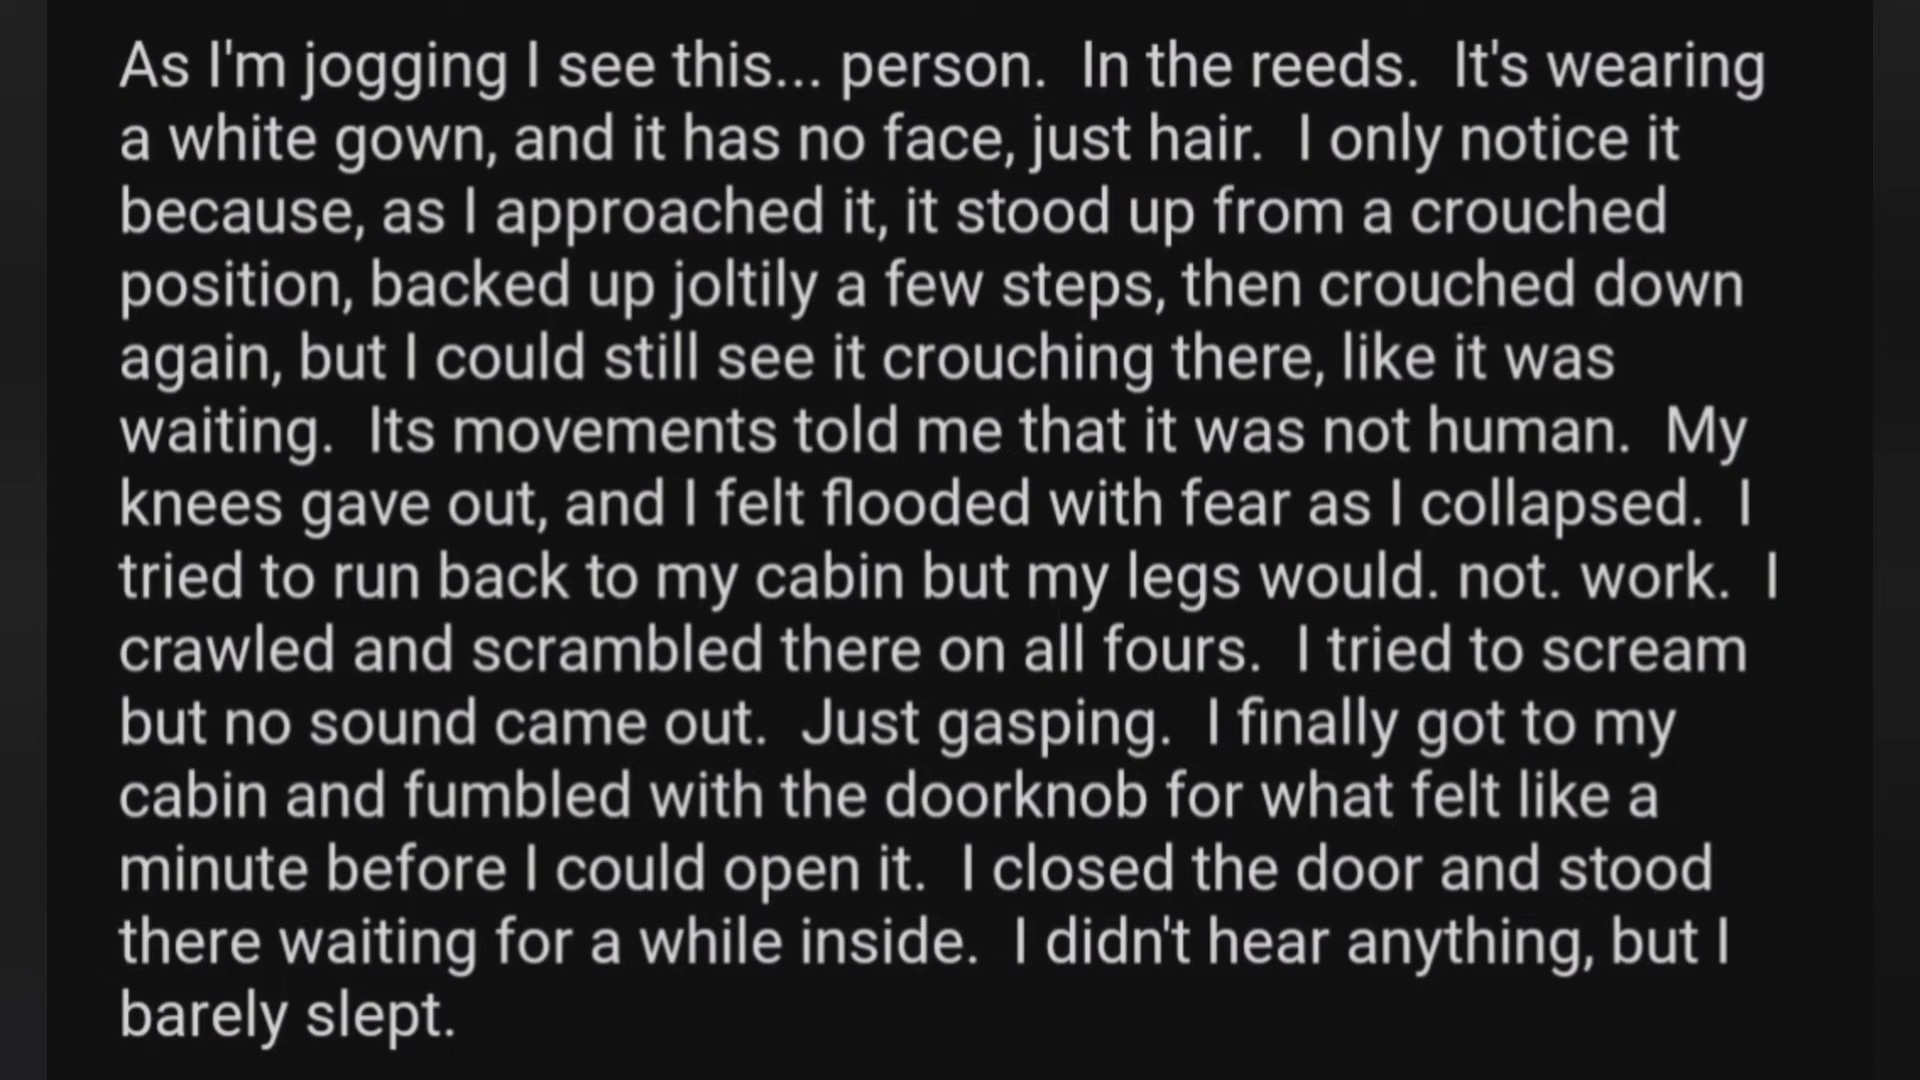 As I'm jogging I see this... person.  In the reeds.  It's wearing
a white gown, and it has no face, just hair.  I only notice it
because, as I approached it, it stood up from a crouched
position, backed up joltily a few steps, then crouched down
again, but I could still see it crouching there, like it was
waiting.  Its movements told me that it was not human.  My
knees gave out, and I felt flooded with fear as I collapsed.  I
tried to run back to my cabin but my legs would. not. work.  I
crawled and scrambled there on all fours.  I tried to scream
but no sound came out.  Just gasping.  I finally got to my
cabin and fumbled with the doorknob for what felt like a
minute before I could open it.  I closed the door and stood
there waiting for a while inside.  I didn't hear anything, but I
barely slept.